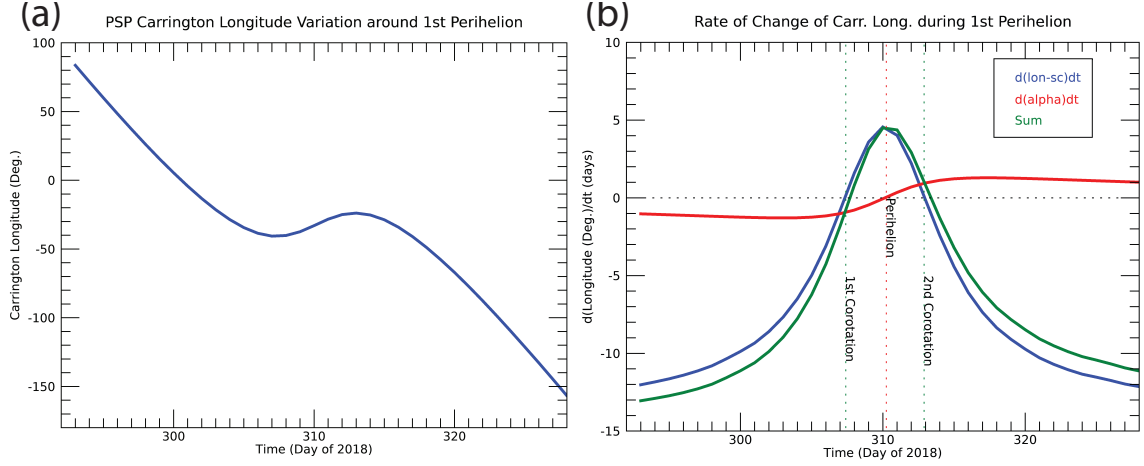 (a)
PSP Carrington Longitude Variation around 1st Perihelion
100
50
0
-50
-100
-150
300
310
320
Carrington Longitude (Deg.)
Time (Day of 2018)
(b)
Rate of Change of Carr. Long. during 1st Perihelion
10
5
0
-5
-10
-15
300
310
320
d(Longitude (Deg.)/dt (days)
Time (Day of 2018)
d(lon-sc)dt
d(alpha)dt
Sum
1st Corotation
Perihelion
2nd Corotation